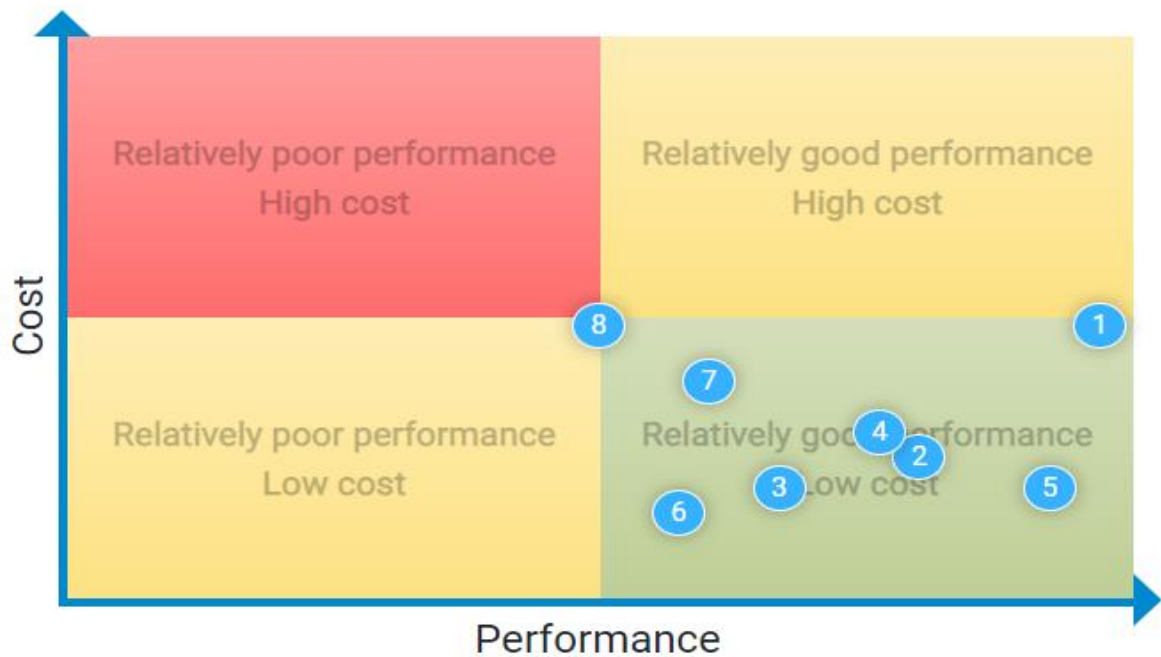 Relatively poor performance
High cost
Relatively good performance
High cost
Cost
8
1
7
Relatively poor performance
Low cost
Relatively good performance
Low cost
4
2
3
5
6
Performance